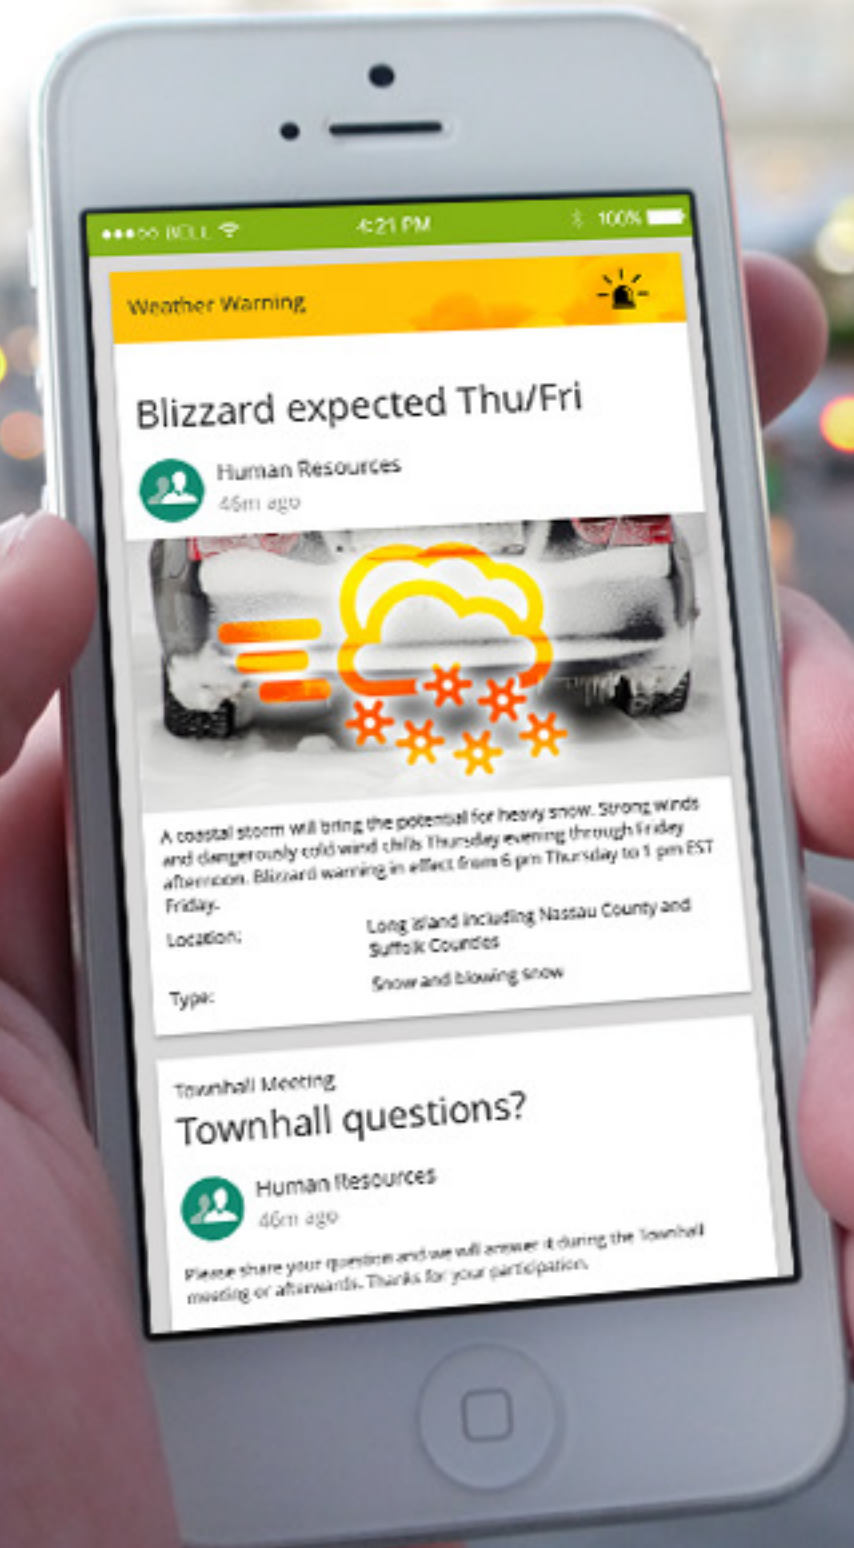 BELL 4:21 PM 100%
Weather Warning
Blizzard expected Thu/Fri
Human Resources
46m ago
A coastal storm will bring the potential for heavy snow. Strong winds
and dangerously cold wind chills Thursday evening through Friday
afternoon. Blizzard warning in effect from 6 pm Thursday to 1 pm EST
Friday.
Location: Long Island including Nassau County and
Suffolk Counties
Type: Snow and blowing snow
Townhall Meeting
Townhall questions?
Human Resources
46m ago
Please share your question and we will answer it during the Townhall
meeting or afterwards. Thanks for your participation.